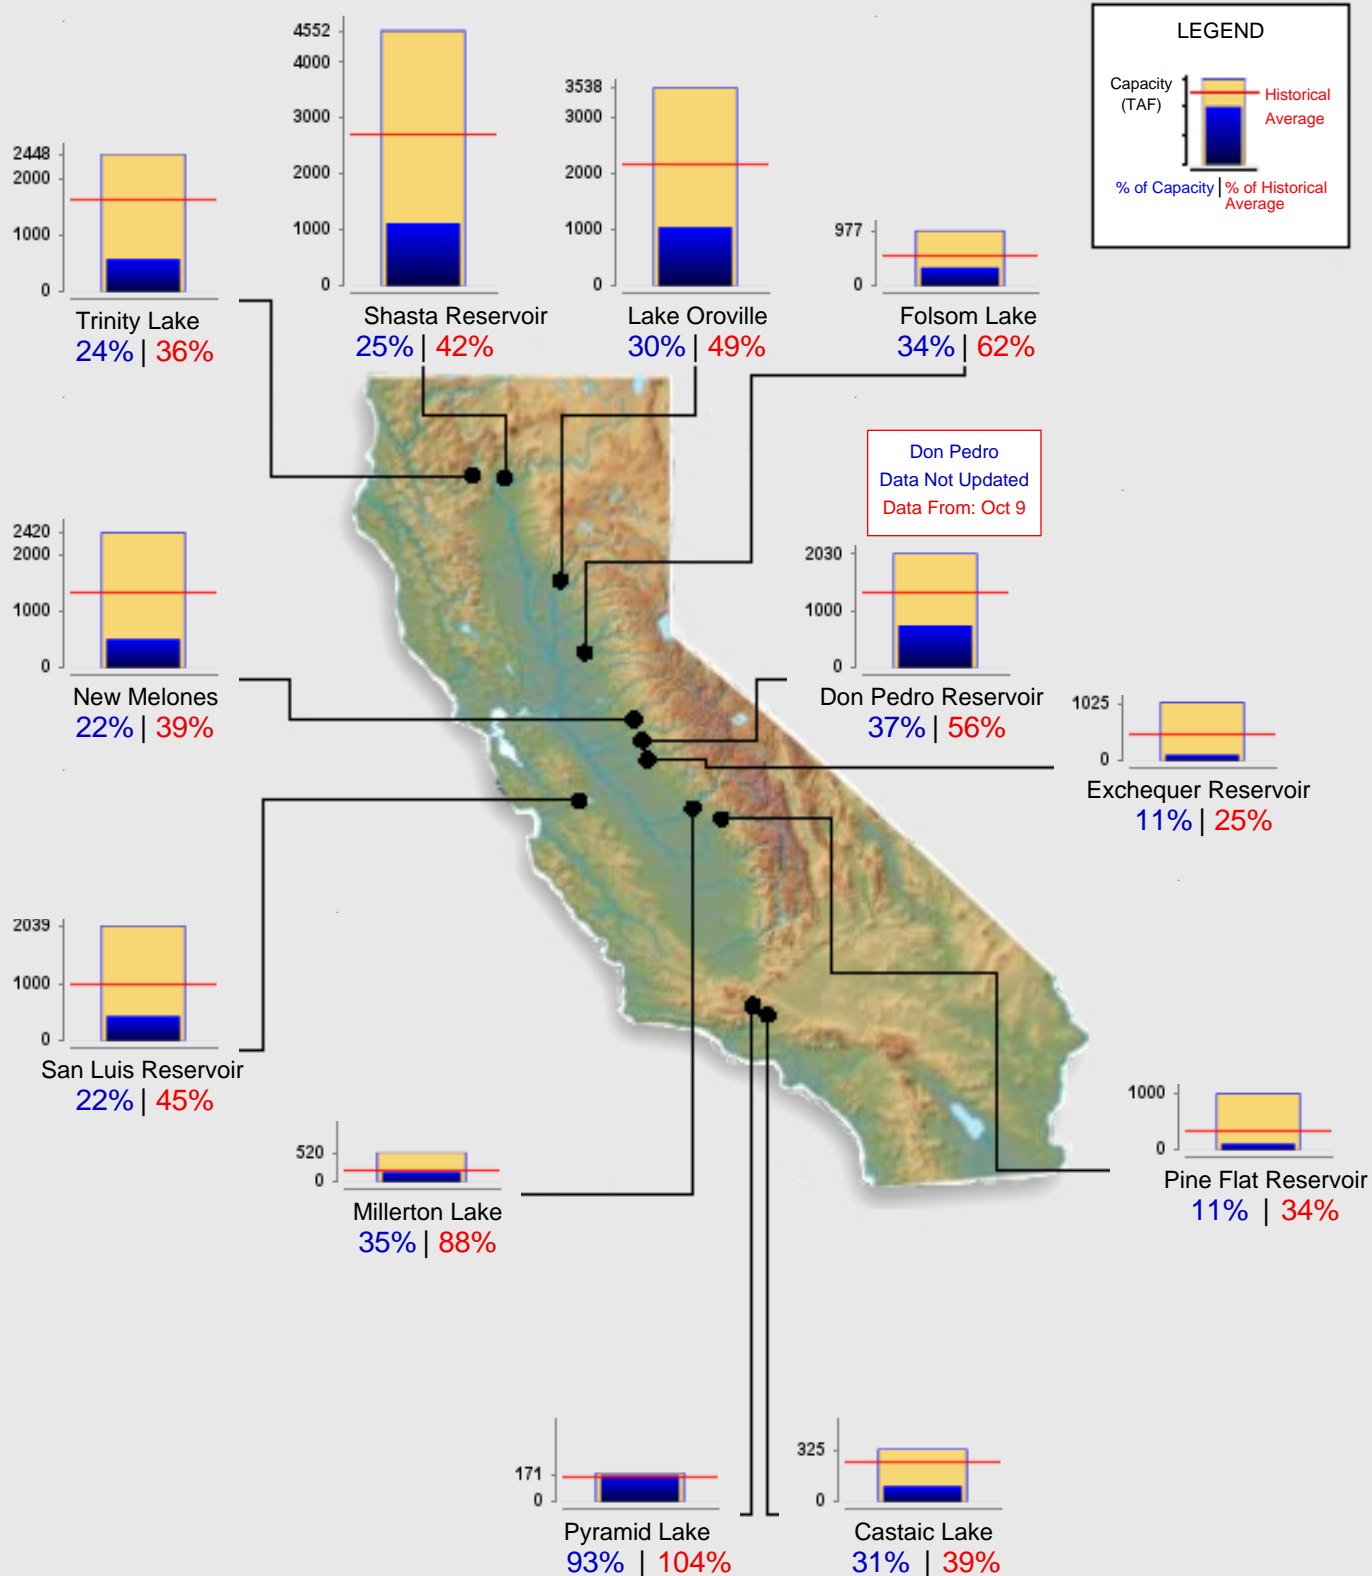 LEGEND
Capacity
(TAF)
Historical
Average
% of Capacity | % of Historical
Average
4552
4000
3000
2000
1000
0
Shasta Reservoir
25% | 42%
3538
3000
2000
1000
0
Lake Oroville
30% | 49%
2448
2000
1000
0
Trinity Lake
24% | 36%
977
0
Folsom Lake
34% | 62%
Don Pedro
Data Not Updated
Data From: Oct 9
2030
1000
0
Don Pedro Reservoir
37% | 56%
2420
2000
1000
0
New Melones
22% | 39%
1025
0
Exchequer Reservoir
11% | 25%
2039
1000
0
San Luis Reservoir
22% | 45%
520
0
Millerton Lake
35% | 88%
1000
0
Pine Flat Reservoir
11% | 34%
171
0
Pyramid Lake
93% | 104%
325
0
Castaic Lake
31% | 39%